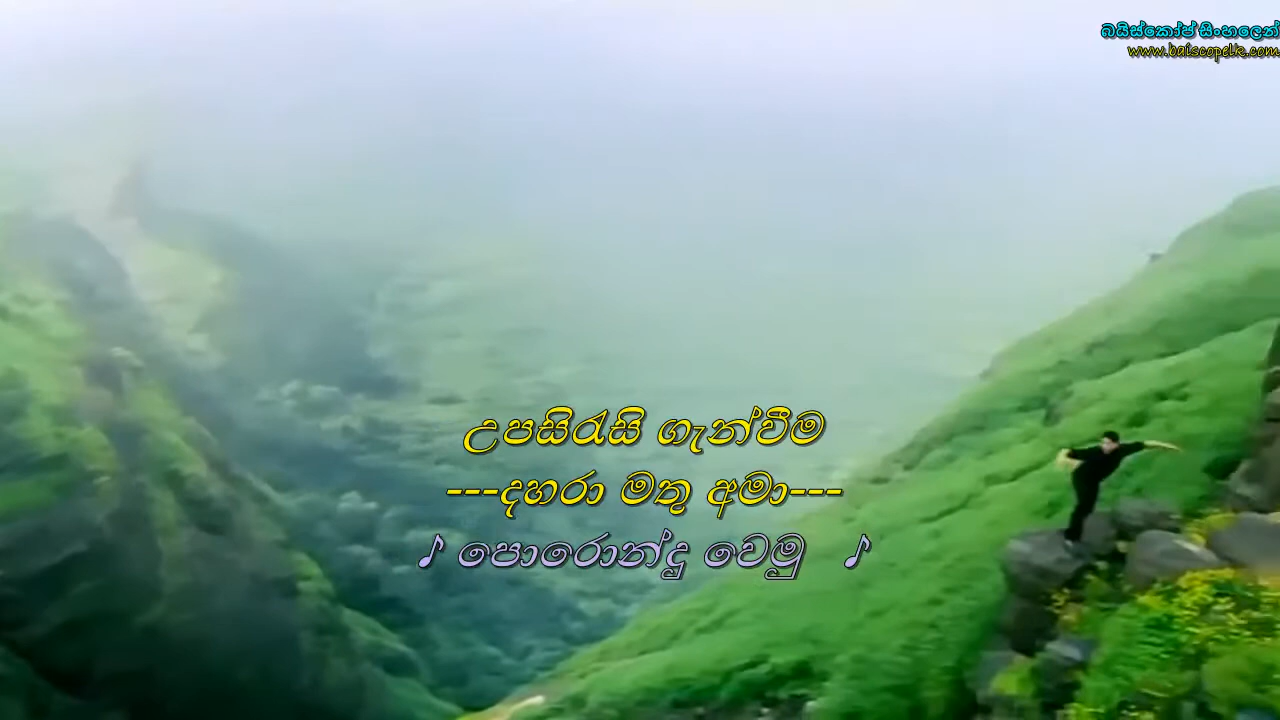 බයිස්කෝප් සිංහලෙන්
www.baiscopelk.com
උපසිරැසි ගැන්වීම
---දහරා මතු අමා---
♪ පොරොන්දු වෙමු ♪